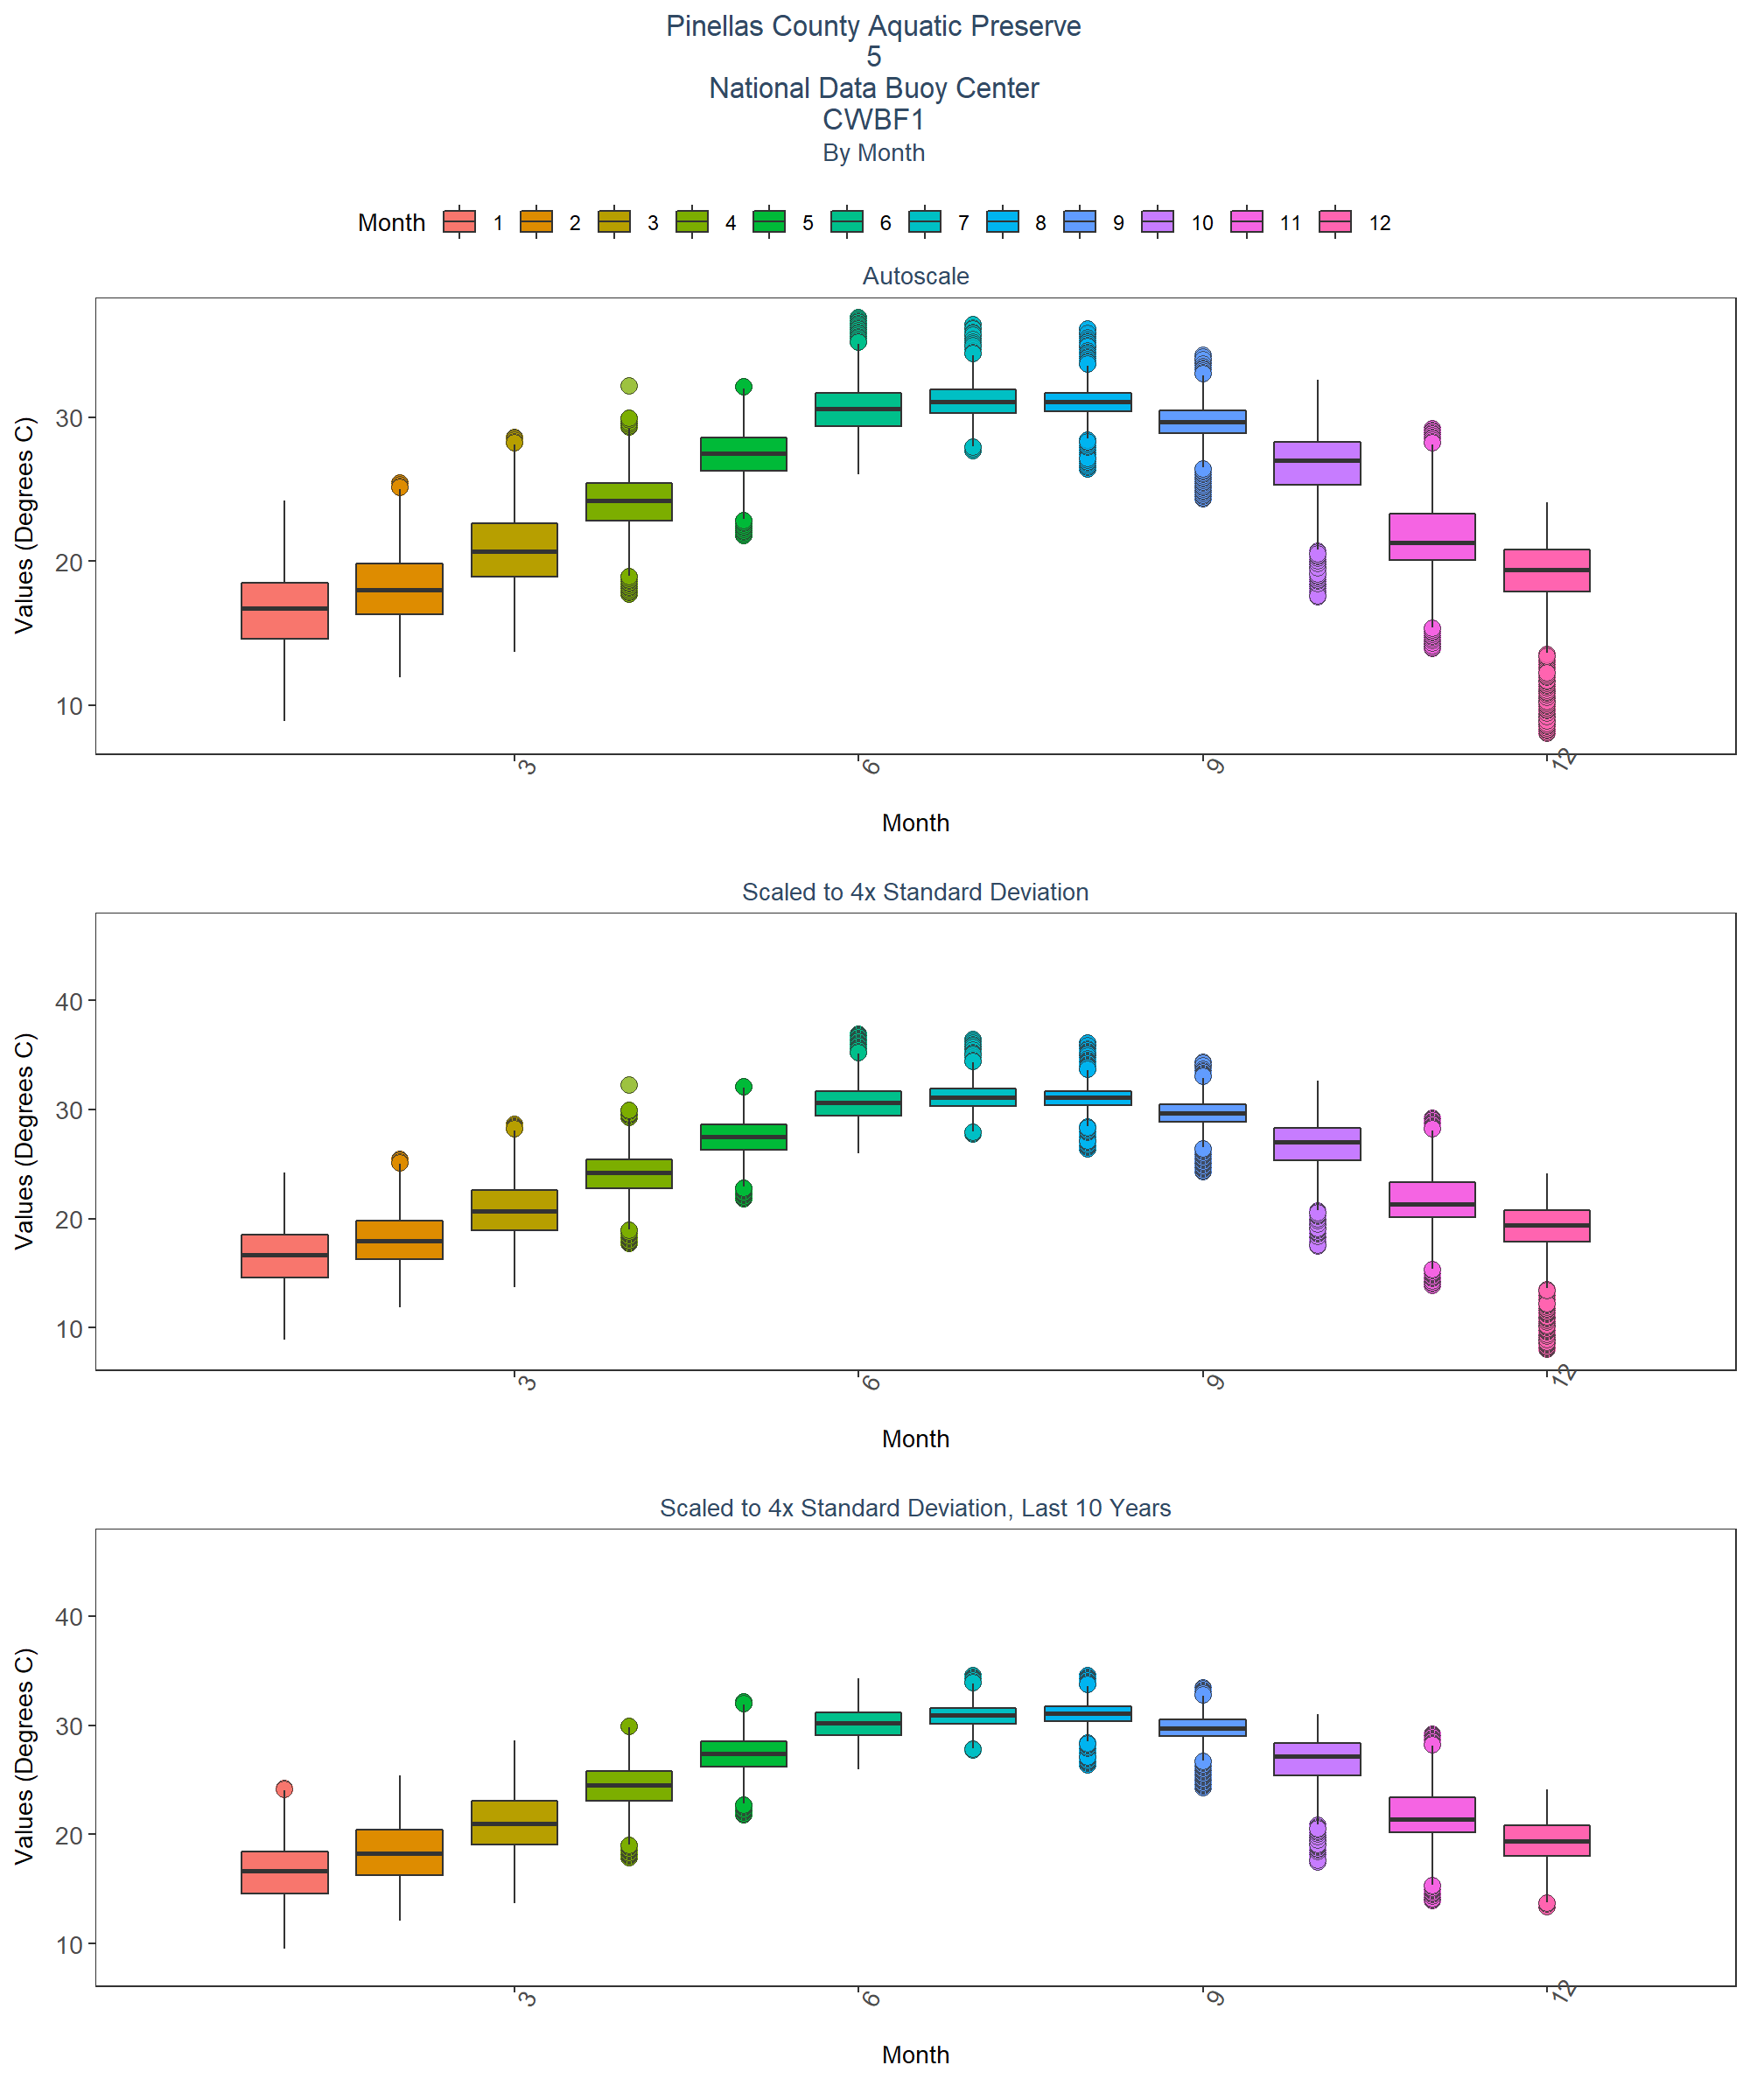 Pinellas County Aquatic Preserve
5
National Data Buoy Center
CWBF1
By Month
Month 1 2 3 4 5 6 7 8 9 10 11 12
Autoscale
Values (Degrees C)
30
20
10
3 6 9 12
Month
Scaled to 4x Standard Deviation
Values (Degrees C)
40
30
20
10
3 6 9 12
Month
Scaled to 4x Standard Deviation, Last 10 Years
Values (Degrees C)
40
30
20
10
3 6 9 12
Month